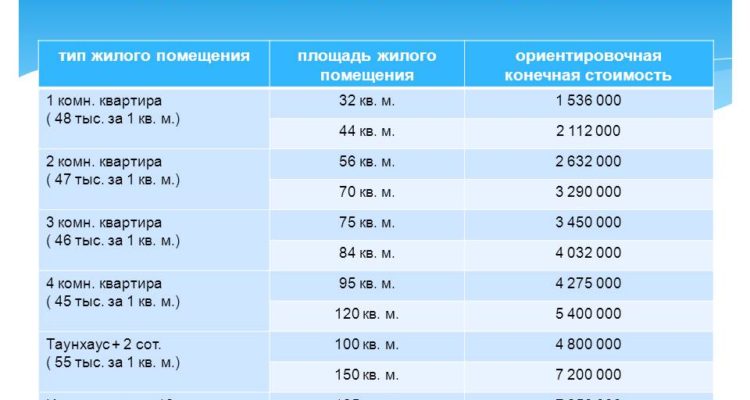 тип жилого помещения
площадь жилого
помещения
ориентировочная
конечная стоимость
1 комн. квартира
( 48 тыс. за 1 кв. м.)
32 кв. м.
1 536 000
44 кв. м.
2 112 000
2 комн. квартира
( 47 тыс. за 1 кв. м.)
56 кв. м.
2 632 000
70 кв. м.
3 290 000
3 комн. квартира
( 46 тыс. за 1 кв. м.)
75 кв. м.
3 450 000
84 кв. м.
4 032 000
4 комн. квартира
( 45 тыс. за 1 кв. м.)
95 кв. м.
4 275 000
120 кв. м.
5 400 000
Таунхаус + 2 сот.
( 55 тыс. за 1 кв. м.)
100 кв. м.
4 800 000
150 кв. м.
7 200 000